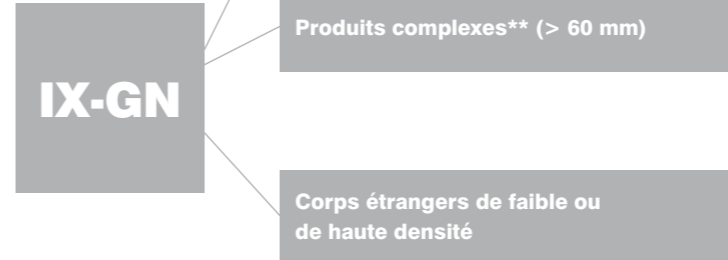 Produits complexes** (> 60 mm)
IX-GN
Corps étrangers de faible ou
de haute densité